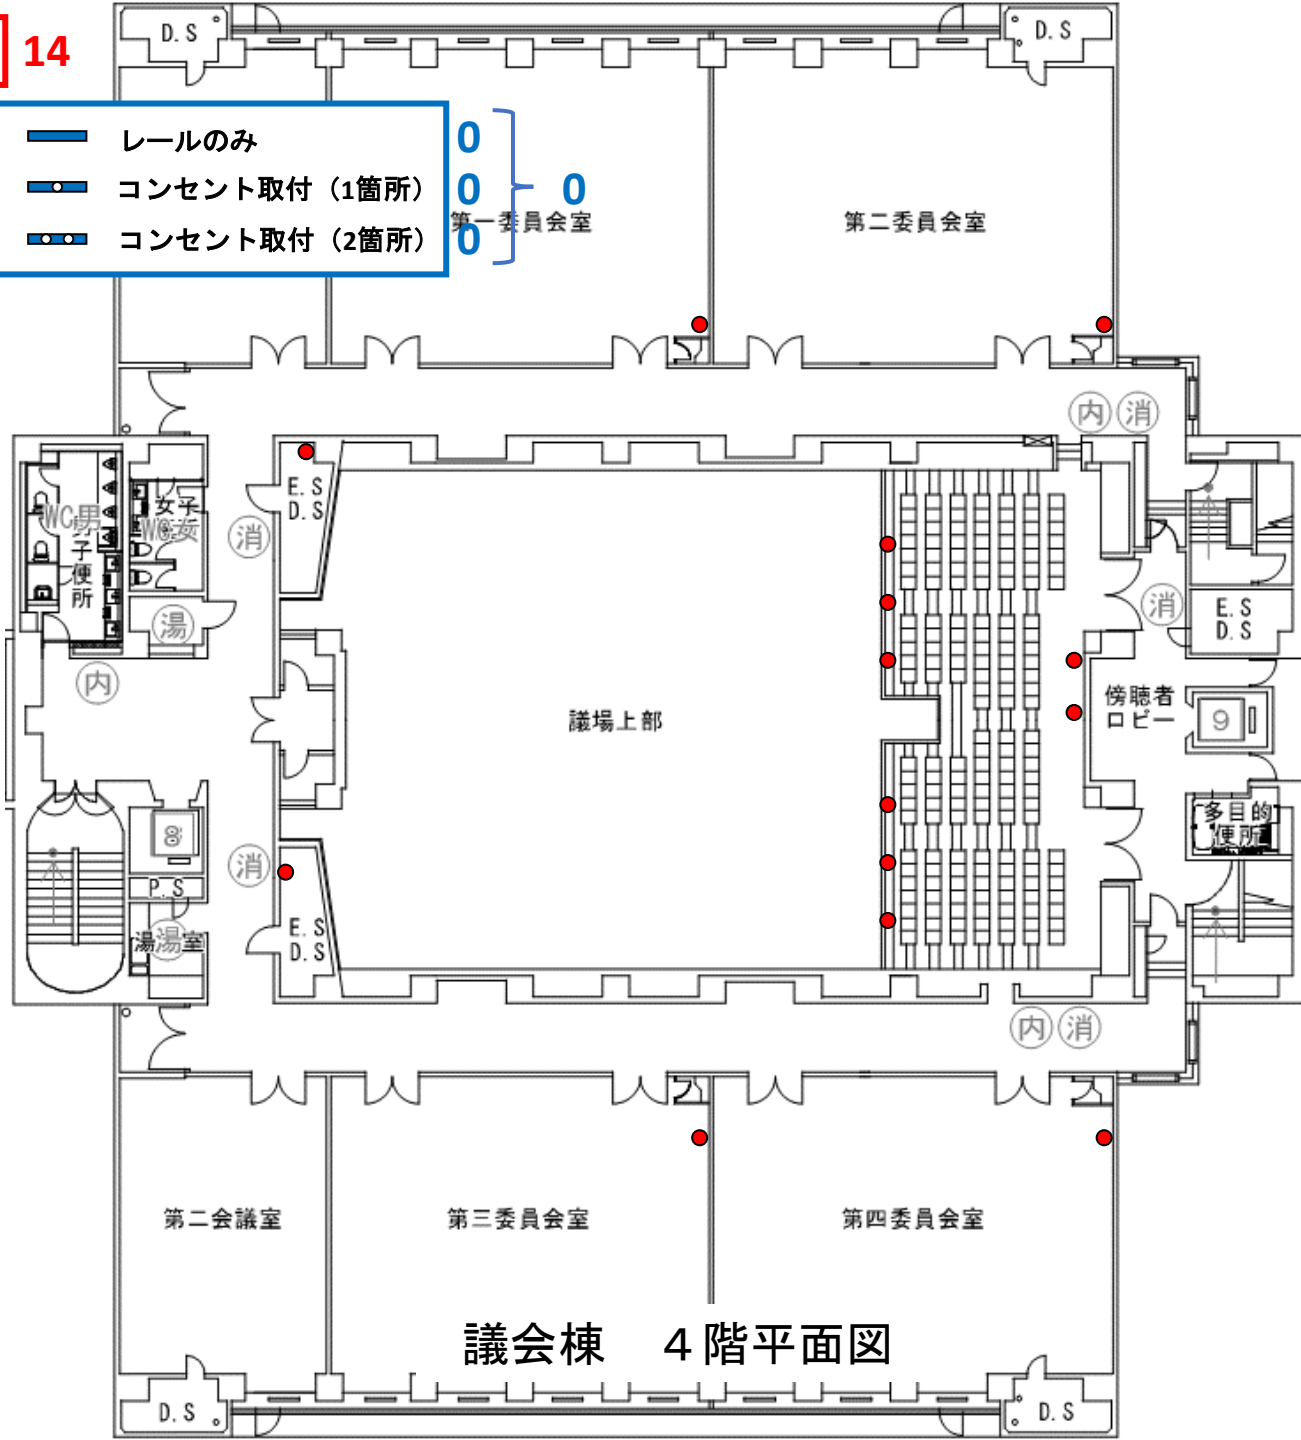 D.S
D.S
14
レールのみ 0
コンセント取付（1箇所） 0 0
コンセント取付（2箇所） 0
第一委員会室
第二委員会室
内 消
E.S
D.S
消
WC男
男子便所
女子
WC女
湯
内
消
E.S
D.S
傍聴者
ロビー
9
議場上部
多目的
便所
8
消
P.S
湯湯室
E.S
D.S
内 消
第二会議室
第三委員会室
第四委員会室
議会棟　４階平面図
D.S
D.S